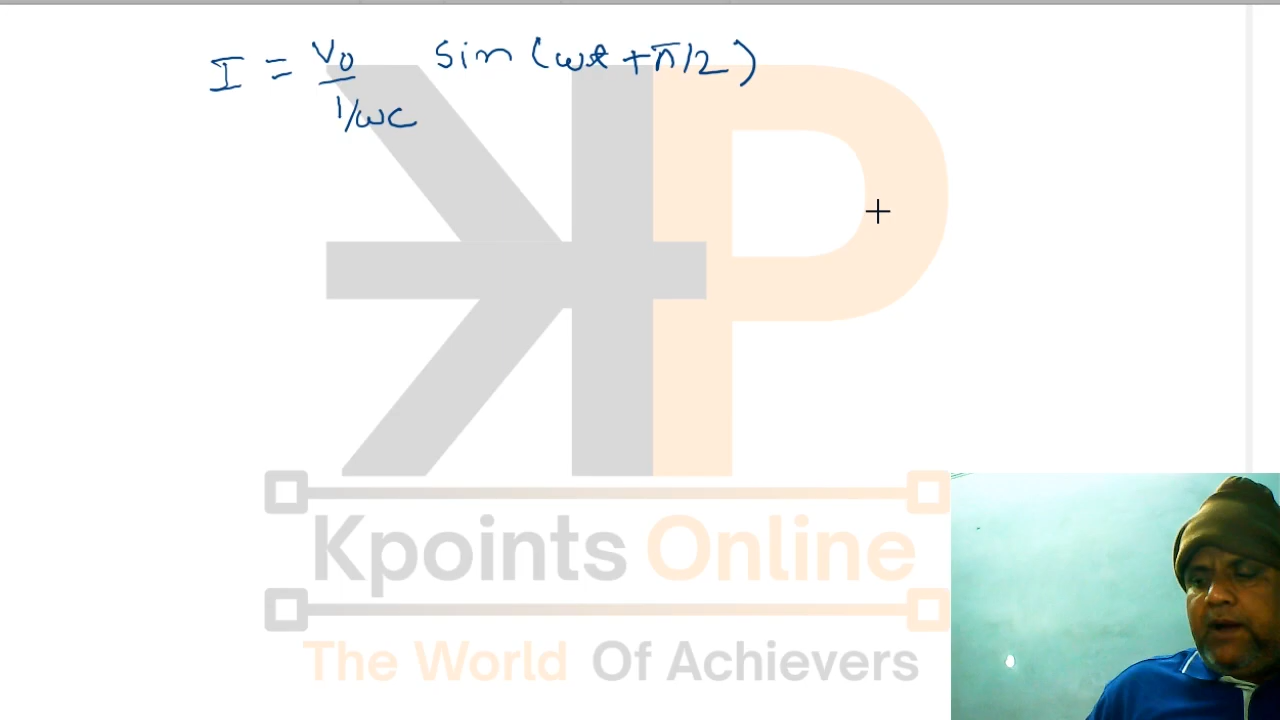 I = V₀ / 1/ωc sin (ωt + π/2)
Kpoints Online
The World Of Achievers